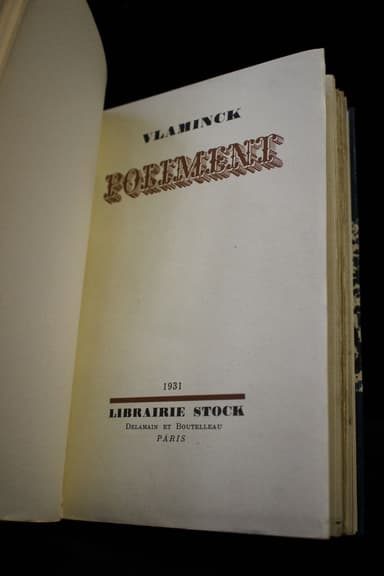 VLAMINCK
POLIMENT
1931
LIBRAIRIE STOCK
DELAMAIN ET BOUTELLEAU
PARIS